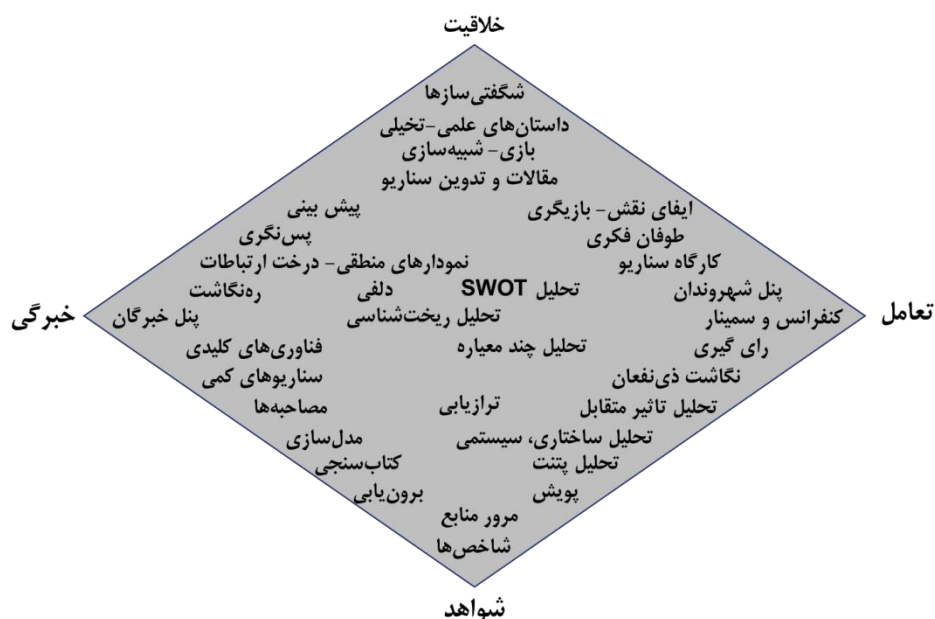 خلاقیت
شگفتی‌سازها
داستان‌های علمی-تخیلی
بازی- شبیه‌سازی
مقالات و تدوین سناریو
ایفای نقش- بازیگری
پیش بینی
طوفان فکری
پس‌نگری
کارگاه سناریو
نمودارهای منطقی- درخت ارتباطات
پنل شهروندان
تحلیل SWOT
دلفی
ره‌نگاشت
تعامل
کنفرانس و سمینار
تحلیل ریخت‌شناسی
پنل خبرگان
خبرگی
رای گیری
تحلیل چند معیاره
فناوری‌های کلیدی
نگاشت ذی‌نفعان
سناریوهای کمی
تحلیل تاثیر متقابل
ترازیابی
مصاحبه‌ها
تحلیل ساختاری، سیستمی
مدل‌سازی
تحلیل پتنت
کتاب‌سنجی
پویش
برون‌یابی
مرور منابع
شاخص‌ها
شواهد